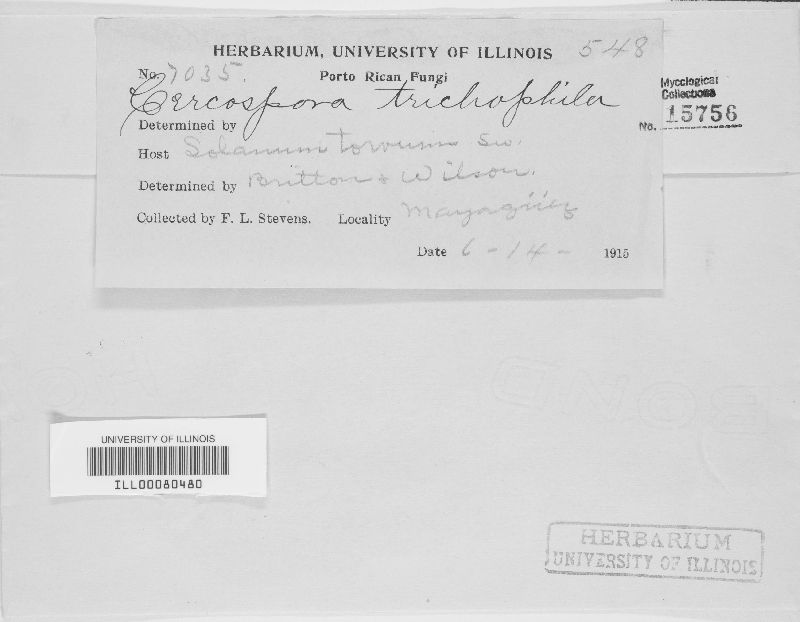 HERBARIUM, UNIVERSITY OF ILLINOIS 548
No. 7035. Porto Rican Fungi
Cercospora trichophila
Determined by
Host Solanum torvum Sw.
Determined by Britton & Wilson.
Collected by F. L. Stevens. Locality Mayagüez
Date 6-14- 1915
Mycological
Collections
No. 15756
BOND
UNIVERSITY OF ILLINOIS
ILL00080480
HERBARIUM
UNIVERSITY OF ILLINOIS